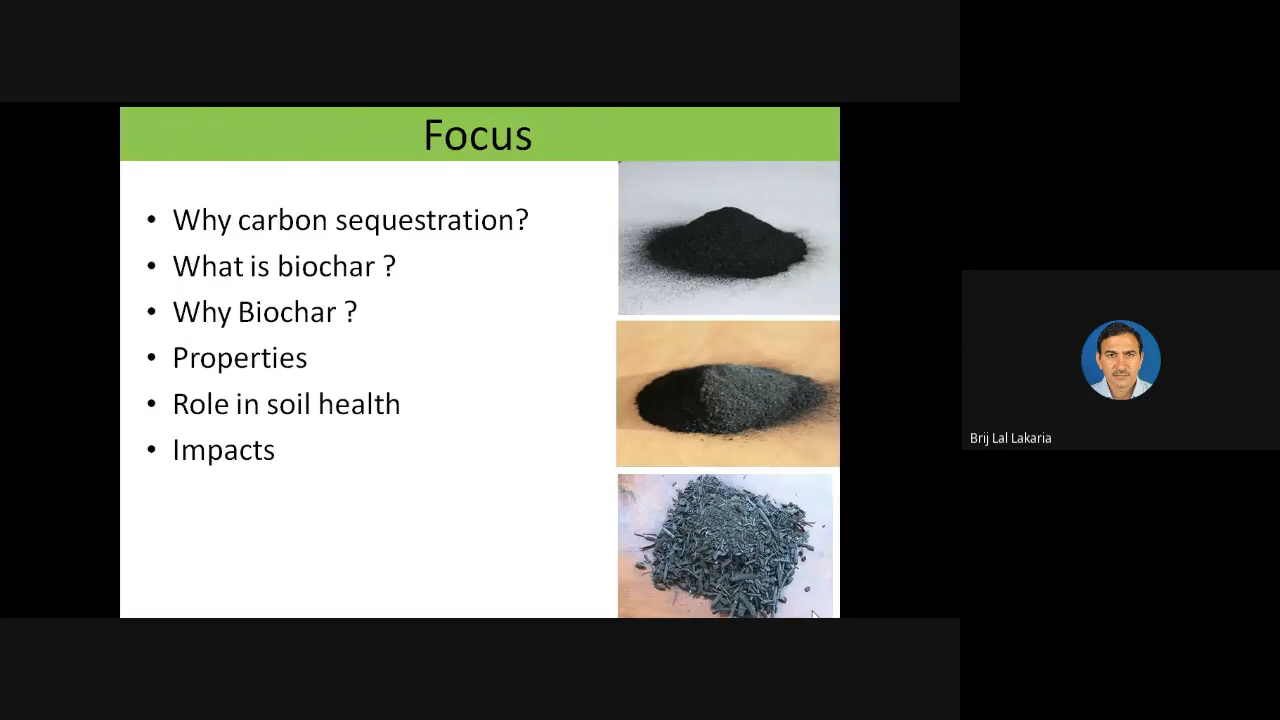 Focus
• Why carbon sequestration?
• What is biochar ?
• Why Biochar ?
• Properties
• Role in soil health
• Impacts
Brij Lal Lakaria